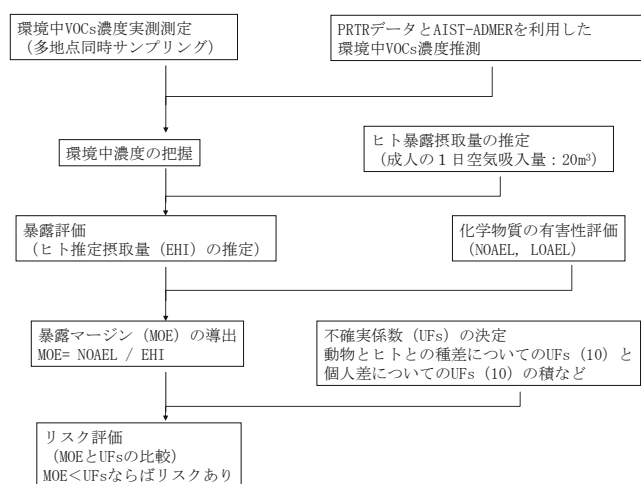 環境中VOCs濃度実測測定
(多地点同時サンプリング)
PRTRデータとAIST-ADMERを利用した
環境中VOCs濃度推測
環境中濃度の把握
ヒト暴露摂取量の推定
(成人の１日空気吸入量：20m³)
暴露評価
(ヒト推定摂取量 (EHI) の推定)
化学物質の有害性評価
(NOAEL, LOAEL)
暴露マージン (MOE) の導出
MOE= NOAEL / EHI
不確実係数 (UFs) の決定
動物とヒトとの種差についてのUFs (10) と
個人差についてのUFs (10) の積など
リスク評価
(MOEとUFsの比較)
MOE＜UFsならばリスクあり